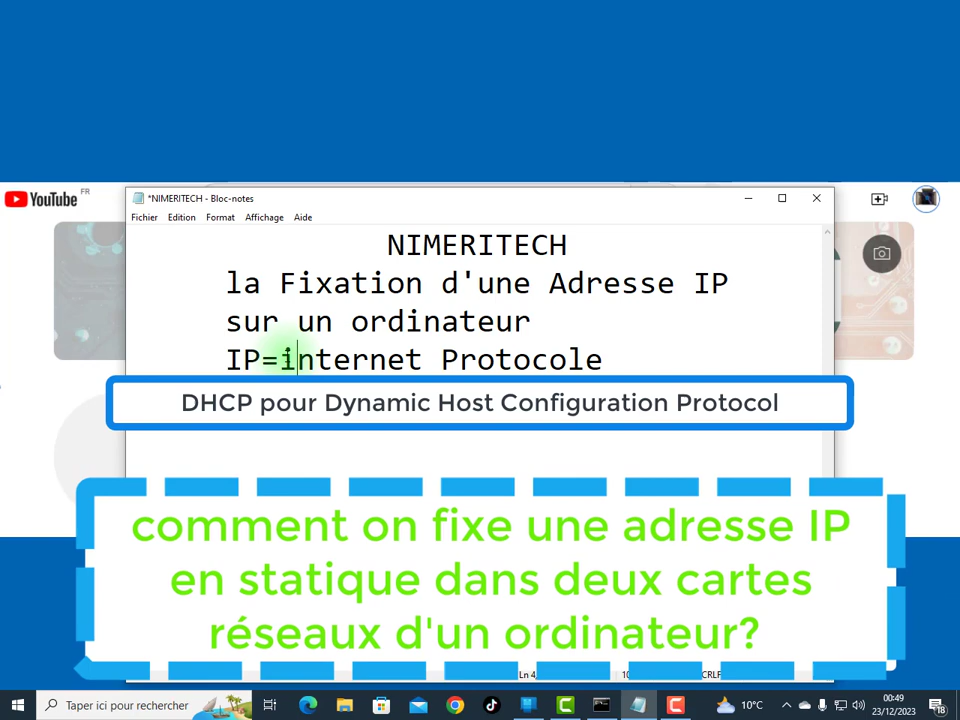 YouTube FR
*NIMERITECH - Bloc-notes
Fichier Edition Format Affichage Aide
NIMERITECH
la Fixation d'une Adresse IP
sur un ordinateur
IP=internet Protocole
DHCP pour Dynamic Host Configuration Protocol
comment on fixe une adresse IP
en statique dans deux cartes
réseaux d'un ordinateur?
Taper ici pour rechercher
10°C
00:49
23/12/2023
18